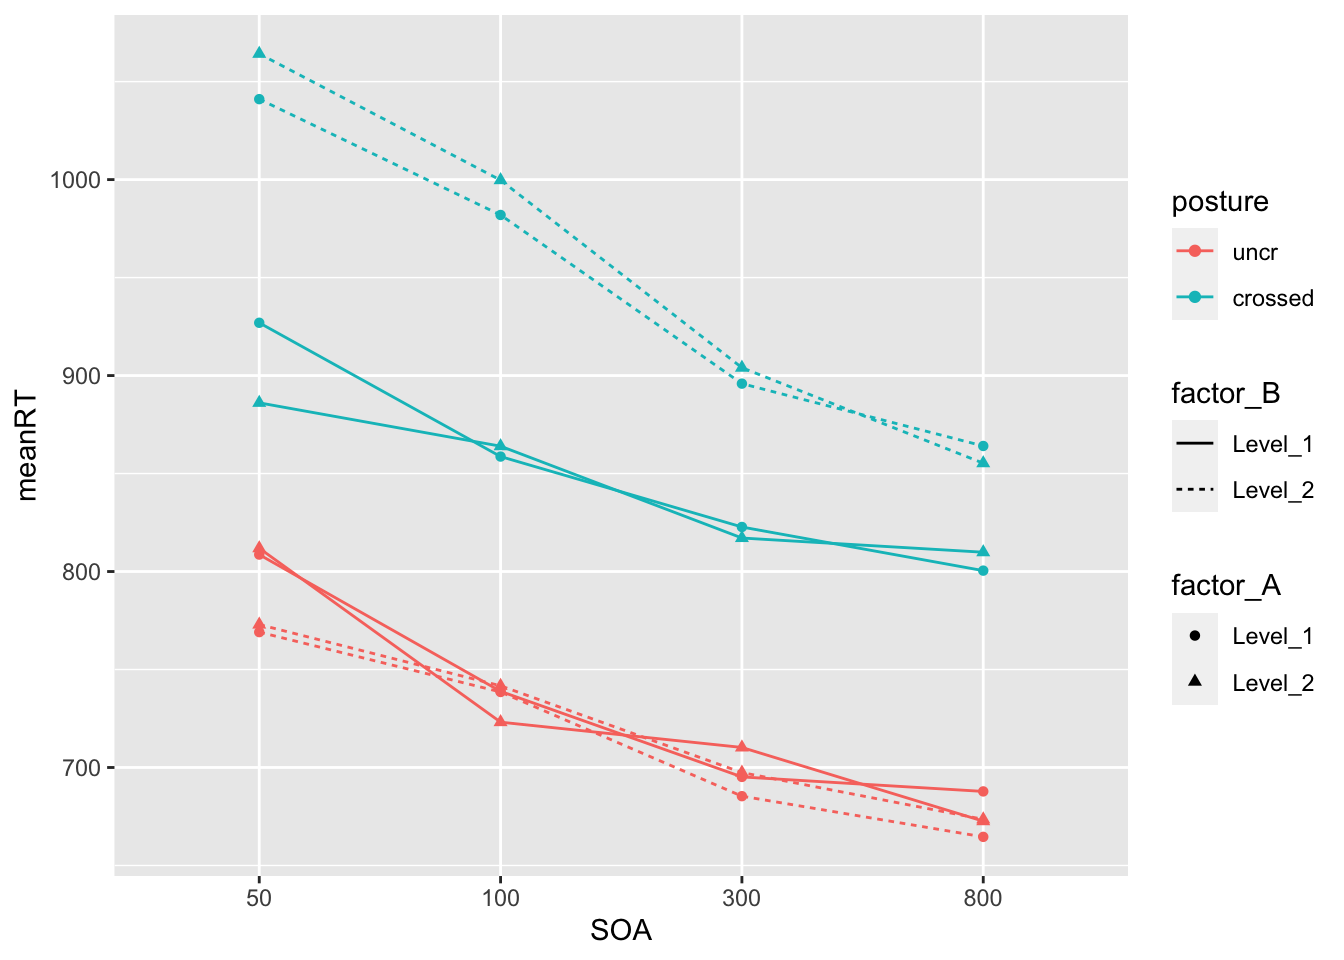 1000
900
800
700
meanRT
50 100 300 800
SOA
posture
uncr
crossed
factor_B
Level_1
Level_2
factor_A
Level_1
Level_2